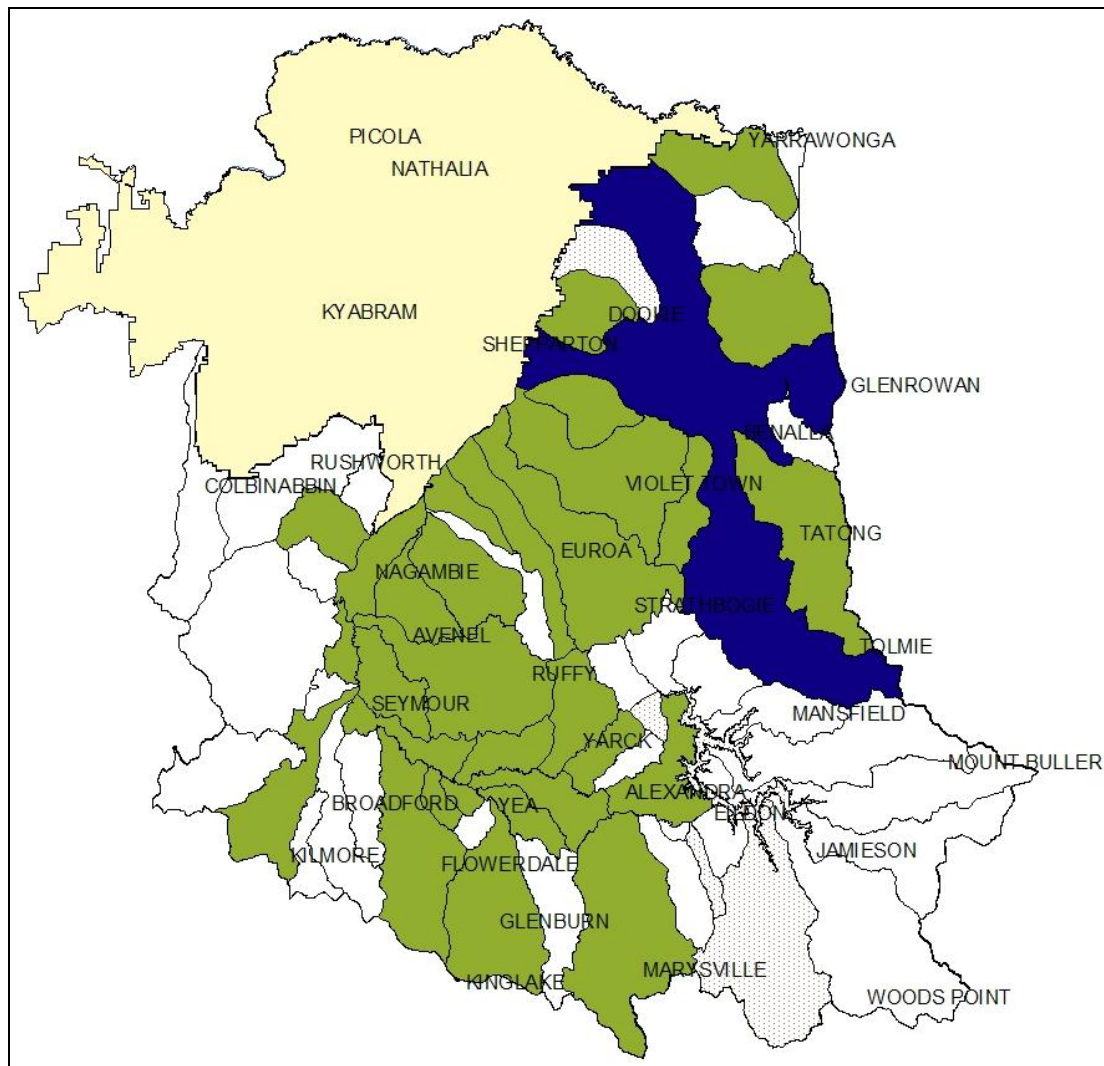 PICOLA
YARRAWONGA
NATHALIA
KYABRAM
DOOKIE
SHEPPARTON
GLENROWAN
BENALLA
RUSHWORTH
COLBINABBIN
VIOLET TOWN
TATONG
EUROA
NAGAMBIE
STRATHBOGIE
AVENEL
TOLMIE
RUFFY
SEYMOUR
MANSFIELD
YARCK
MOUNT BULLER
ALEXANDRA
BROADFORD
YEA
EILDON
KILMORE
JAMIESON
FLOWERDALE
GLENBURN
MARYSVILLE
KINGLAKE
WOODS POINT